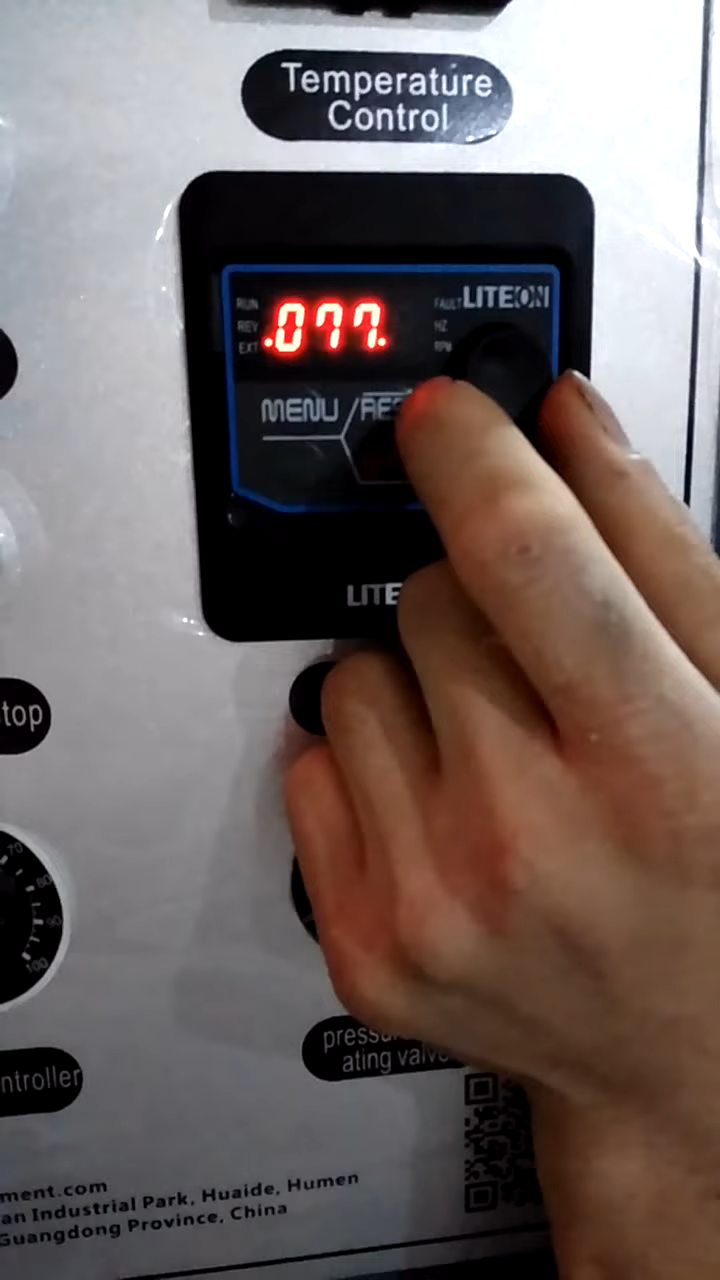 Temperature
Control
RUN
REV
EXT
.077.
FAULT
HZ
RPM
LITEON
MENU
top
70
80
90
100
ating valve
ntroller
ment.com
an Industrial Park, Huaide, Humen
Guangdong Province, China